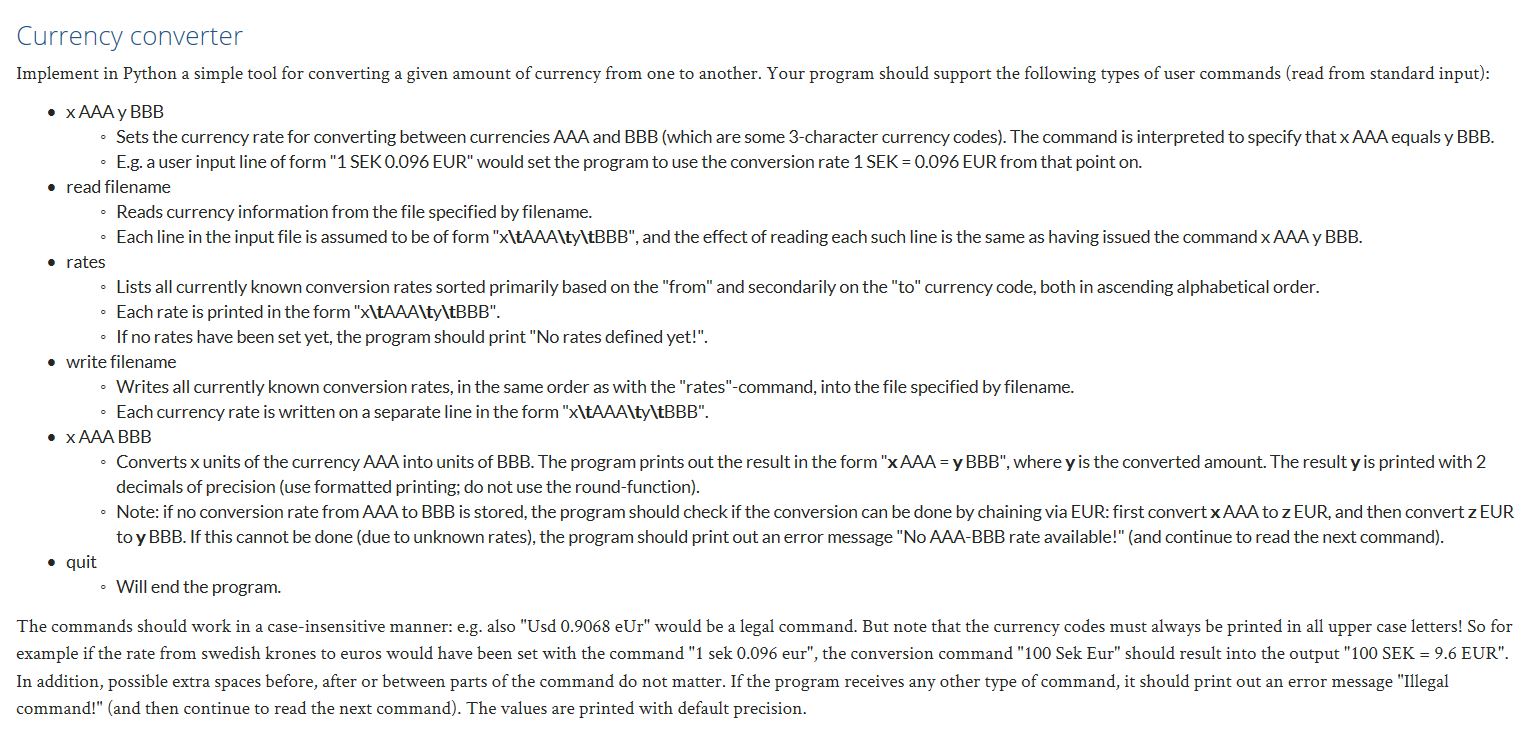 Currency converter
Implement in Python a simple tool for converting a given amount of currency from one to another. Your program should support the following types of user commands (read from standard input):
• x AAA y BBB
◦ Sets the currency rate for converting between currencies AAA and BBB (which are some 3-character currency codes). The command is interpreted to specify that x AAA equals y BBB.
◦ E.g. a user input line of form "1 SEK 0.096 EUR" would set the program to use the conversion rate 1 SEK = 0.096 EUR from that point on.
• read filename
◦ Reads currency information from the file specified by filename.
◦ Each line in the input file is assumed to be of form "x\tAAA\ty\tBBB", and the effect of reading each such line is the same as having issued the command x AAA y BBB.
• rates
◦ Lists all currently known conversion rates sorted primarily based on the "from" and secondarily on the "to" currency code, both in ascending alphabetical order.
◦ Each rate is printed in the form "x\tAAA\ty\tBBB".
◦ If no rates have been set yet, the program should print "No rates defined yet!".
• write filename
◦ Writes all currently known conversion rates, in the same order as with the "rates"-command, into the file specified by filename.
◦ Each currency rate is written on a separate line in the form "x\tAAA\ty\tBBB".
• x AAA BBB
◦ Converts x units of the currency AAA into units of BBB. The program prints out the result in the form "x AAA = y BBB", where y is the converted amount. The result y is printed with 2
decimals of precision (use formatted printing; do not use the round-function).
◦ Note: if no conversion rate from AAA to BBB is stored, the program should check if the conversion can be done by chaining via EUR: first convert x AAA to z EUR, and then convert z EUR
to y BBB. If this cannot be done (due to unknown rates), the program should print out an error message "No AAA-BBB rate available!" (and continue to read the next command).
• quit
◦ Will end the program.
The commands should work in a case-insensitive manner: e.g. also "Usd 0.9068 eUr" would be a legal command. But note that the currency codes must always be printed in all upper case letters! So for
example if the rate from swedish krones to euros would have been set with the command "1 sek 0.096 eur", the conversion command "100 Sek Eur" should result into the output "100 SEK = 9.6 EUR".
In addition, possible extra spaces before, after or between parts of the command do not matter. If the program receives any other type of command, it should print out an error message "Illegal
command!" (and then continue to read the next command). The values are printed with default precision.